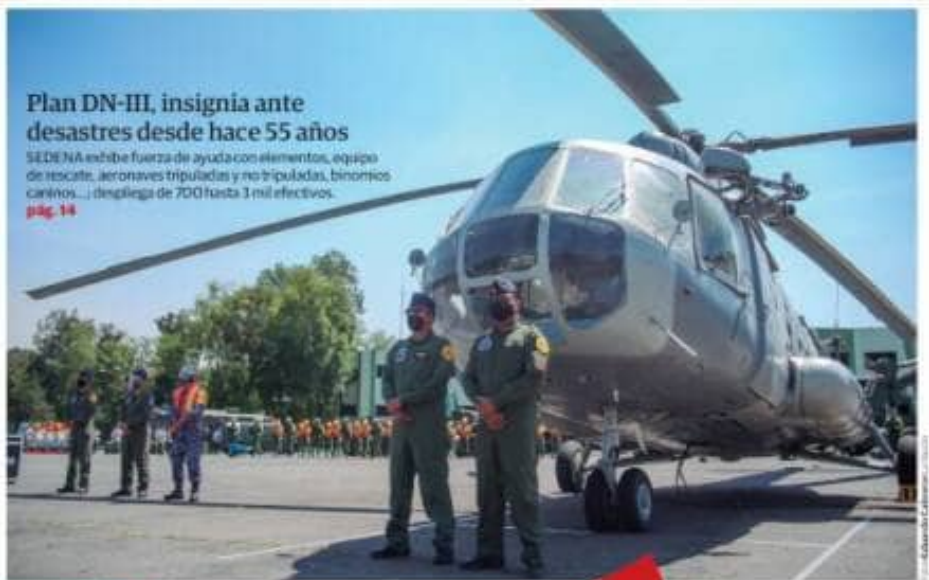 Plan DN-III, insignia ante
desastres desde hace 55 años
SEDENA exhibe fuerza de ayuda con elementos, equipo
de rescate, aeronaves tripuladas y no tripuladas, binomios
caninos...; despliega de 700 hasta 3 mil efectivos.
pág. 14